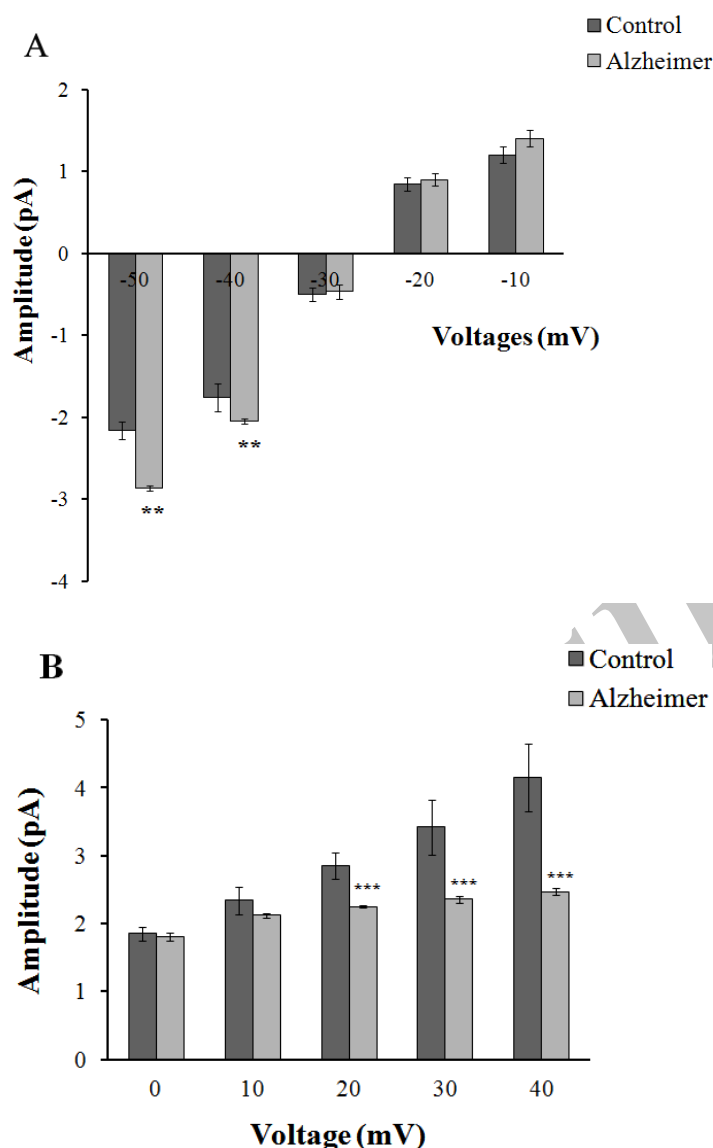 A
Control
Alzheimer
2
1
0
-1
-2
-3
-4
Amplitude (pA)
-50
-40
-30
-20
-10
Voltages (mV)
**
**
B
Control
Alzheimer
5
4
3
2
1
0
Amplitude (pA)
***
***
***
0
10
20
30
40
Voltage (mV)